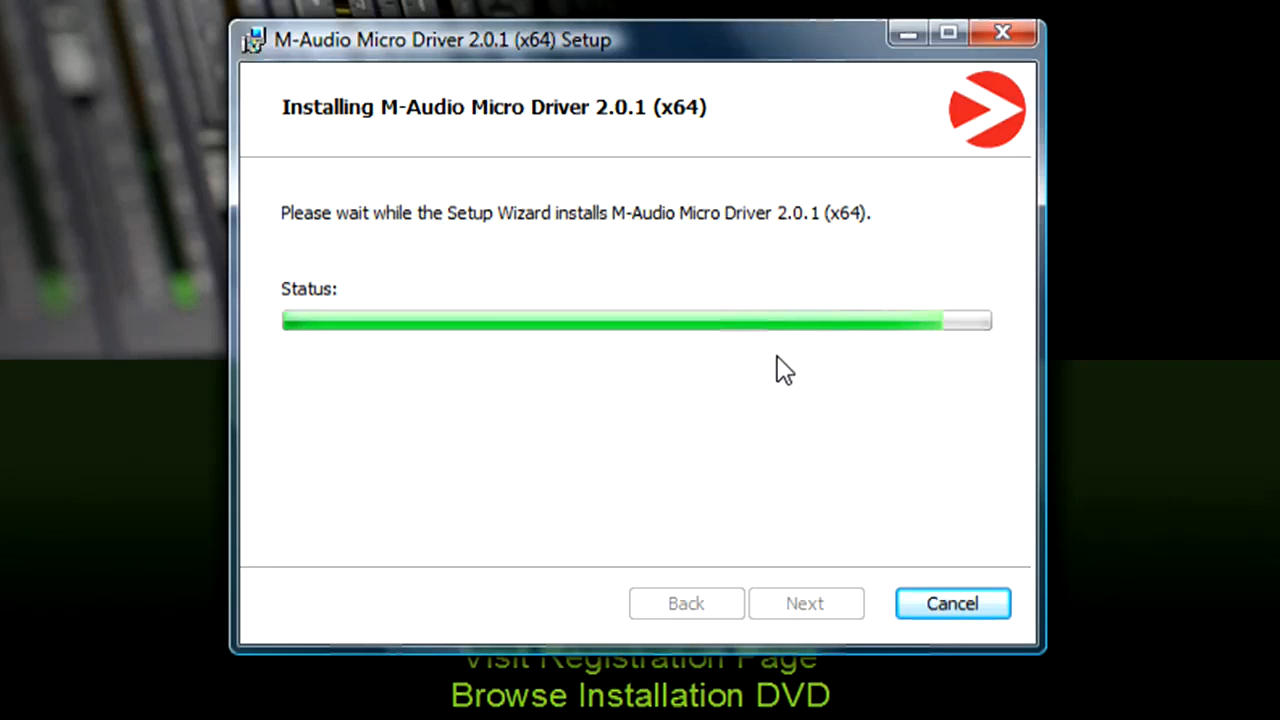 M-Audio Micro Driver 2.0.1 (x64) Setup
Installing M-Audio Micro Driver 2.0.1 (x64)
Please wait while the Setup Wizard installs M-Audio Micro Driver 2.0.1 (x64).
Status:
Back
Next
Cancel
Visit Registration Page
Browse Installation DVD